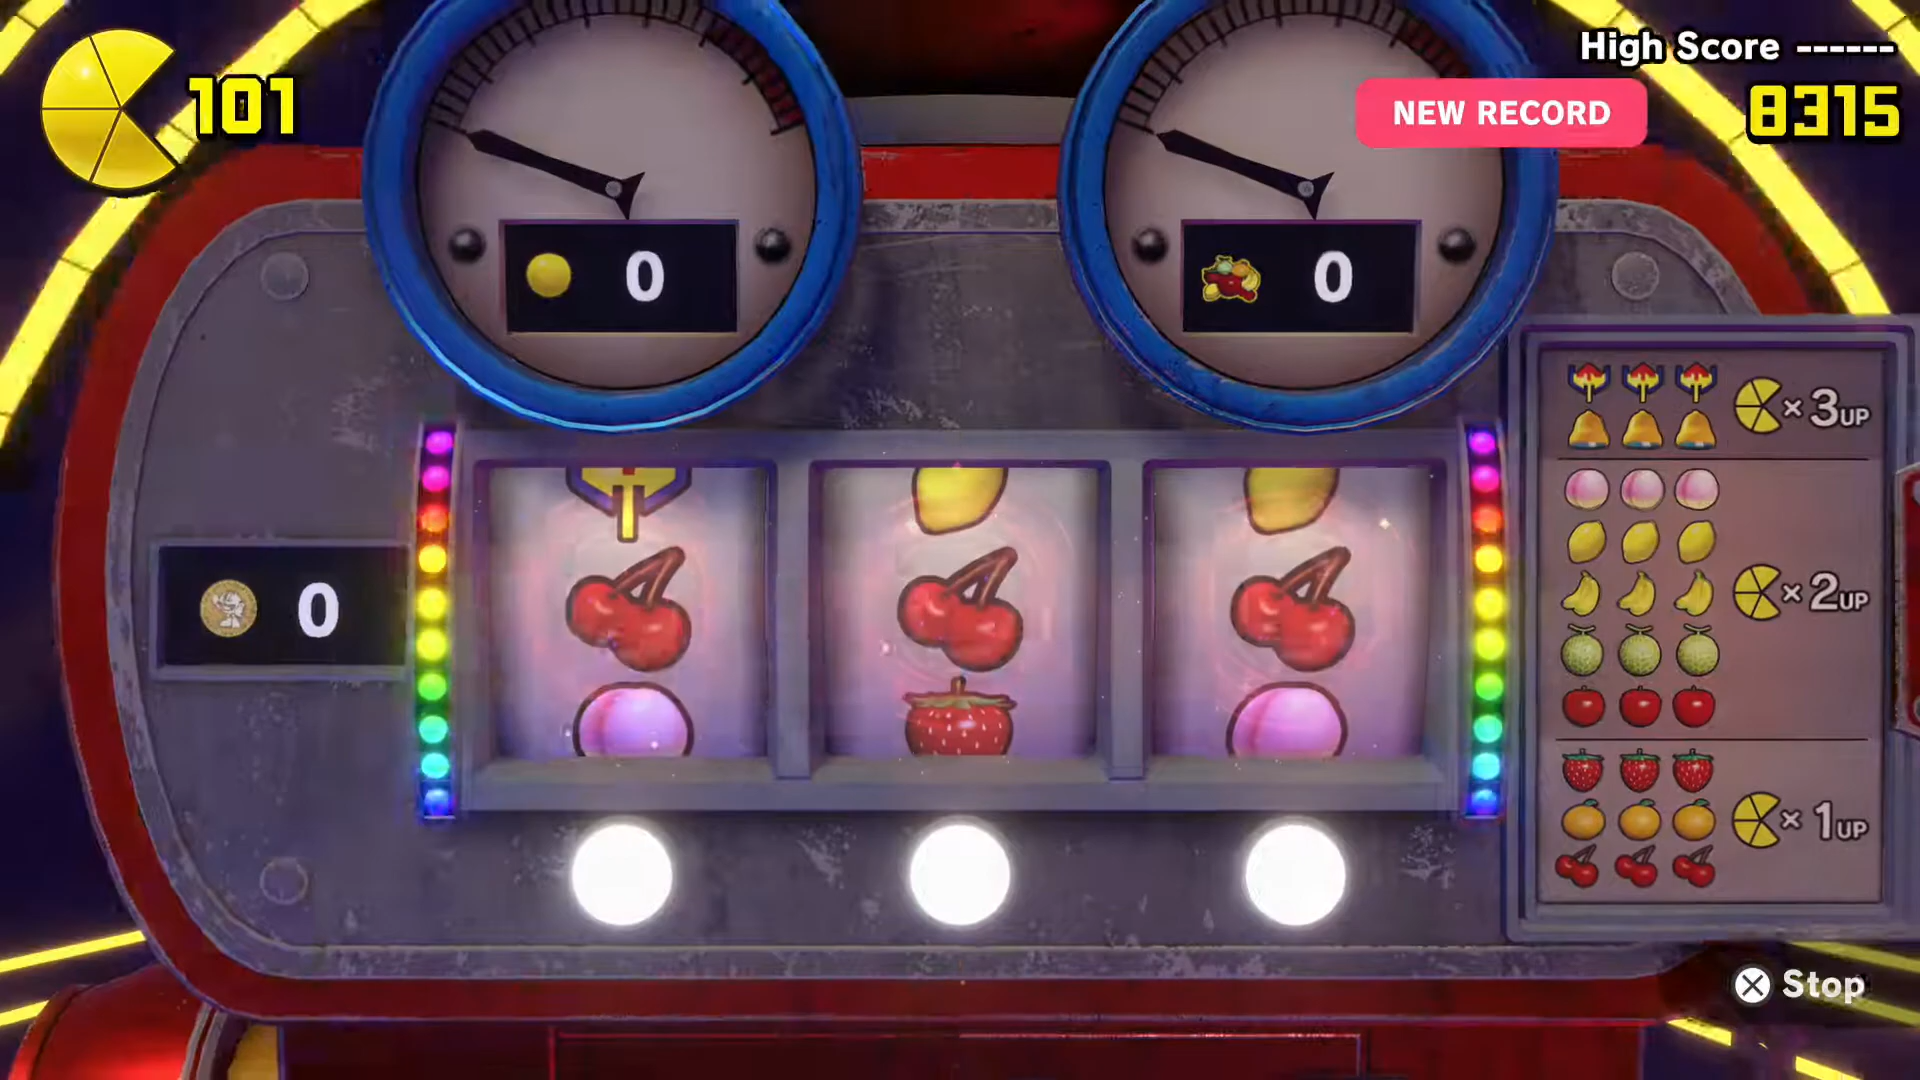 101
High Score ------
NEW RECORD
8315
0
0
0
× 3UP
× 2UP
× 1UP
Stop